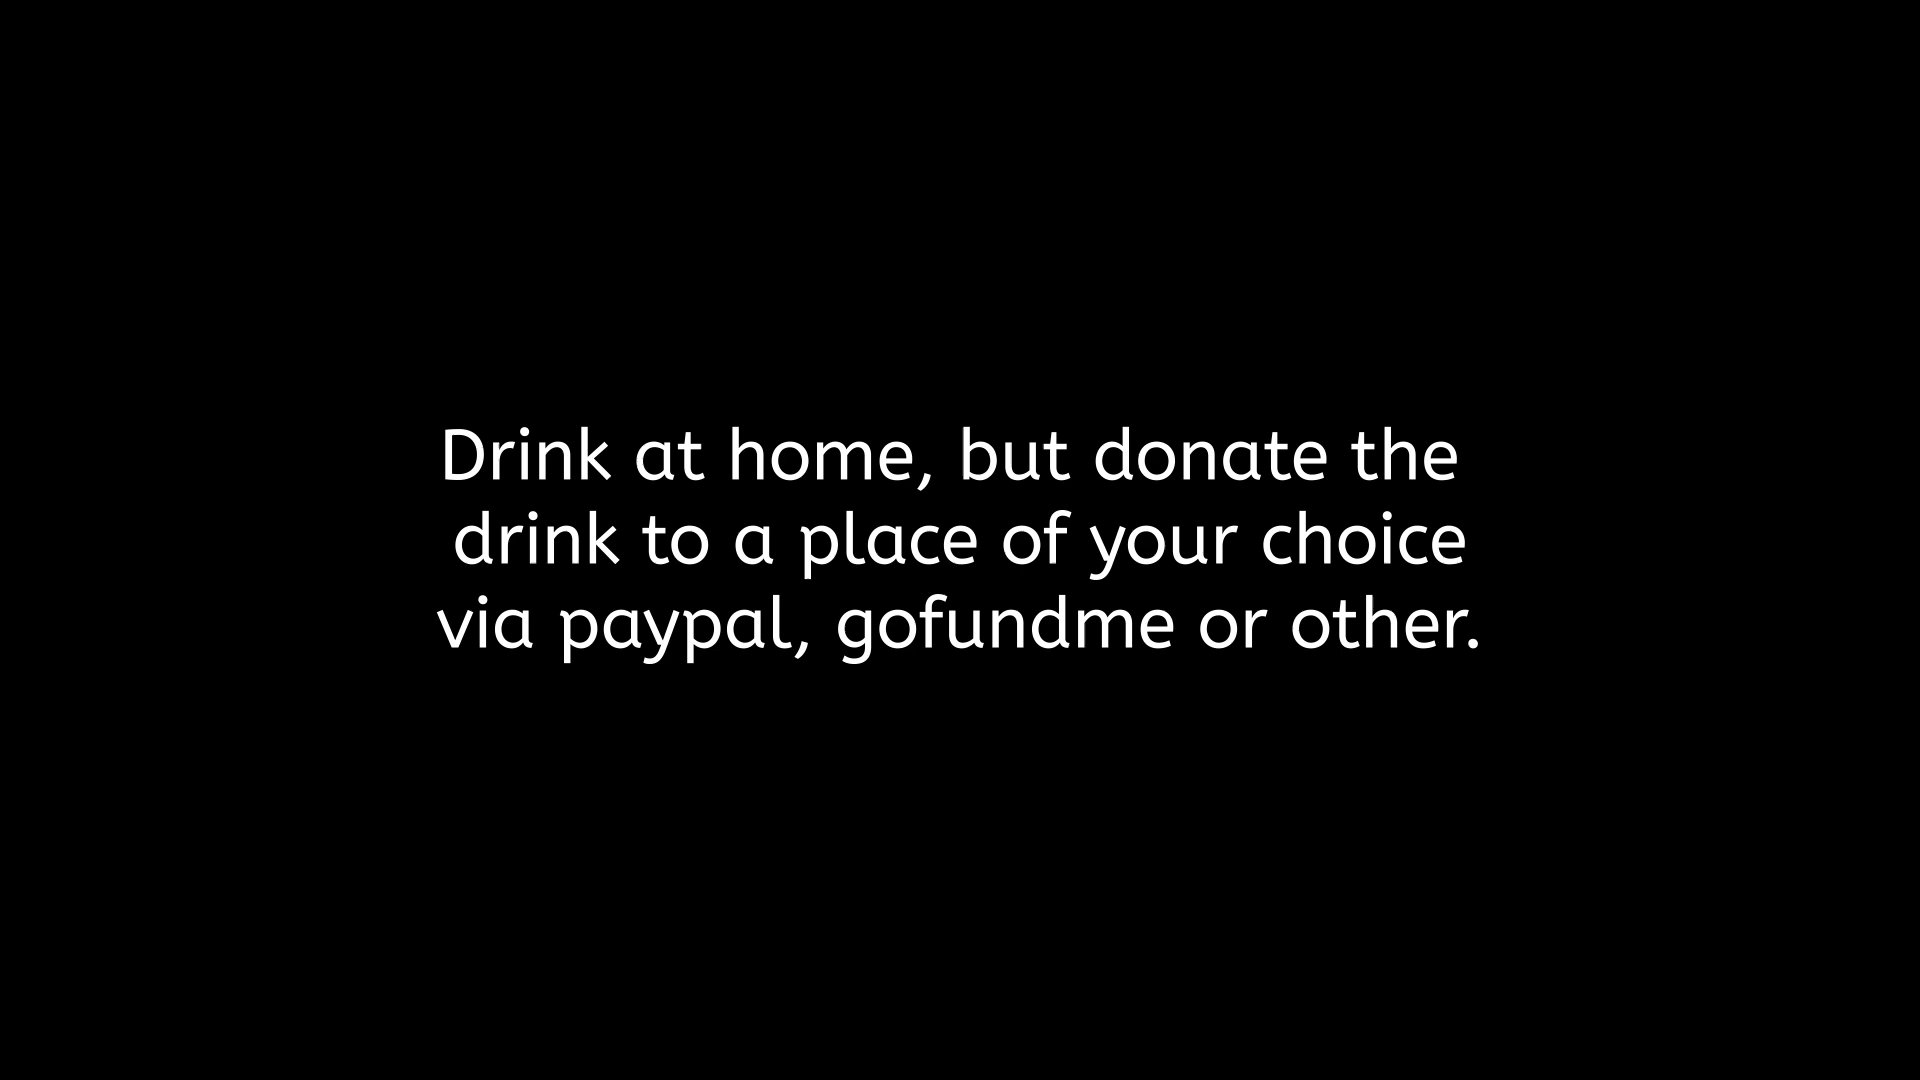 Drink at home, but donate the
drink to a place of your choice
via paypal, gofundme or other.